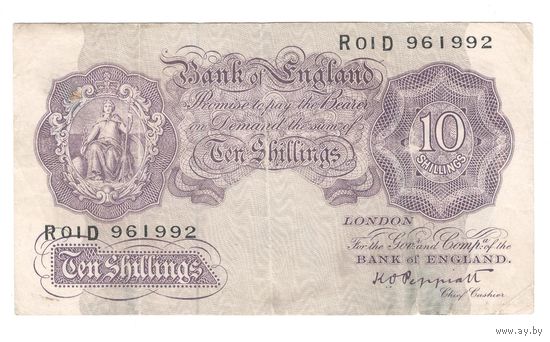 R01D 961992
Bank of England
Promise to pay the Bearer
on Demand the sum of
Ten Shillings
10
SHILLINGS
R01D 961992
Ten Shillings
LONDON
For the Gov.r and Comp.a of the
BANK OF ENGLAND.
K.O. Peppiatt
Chief Cashier
www.ay.by